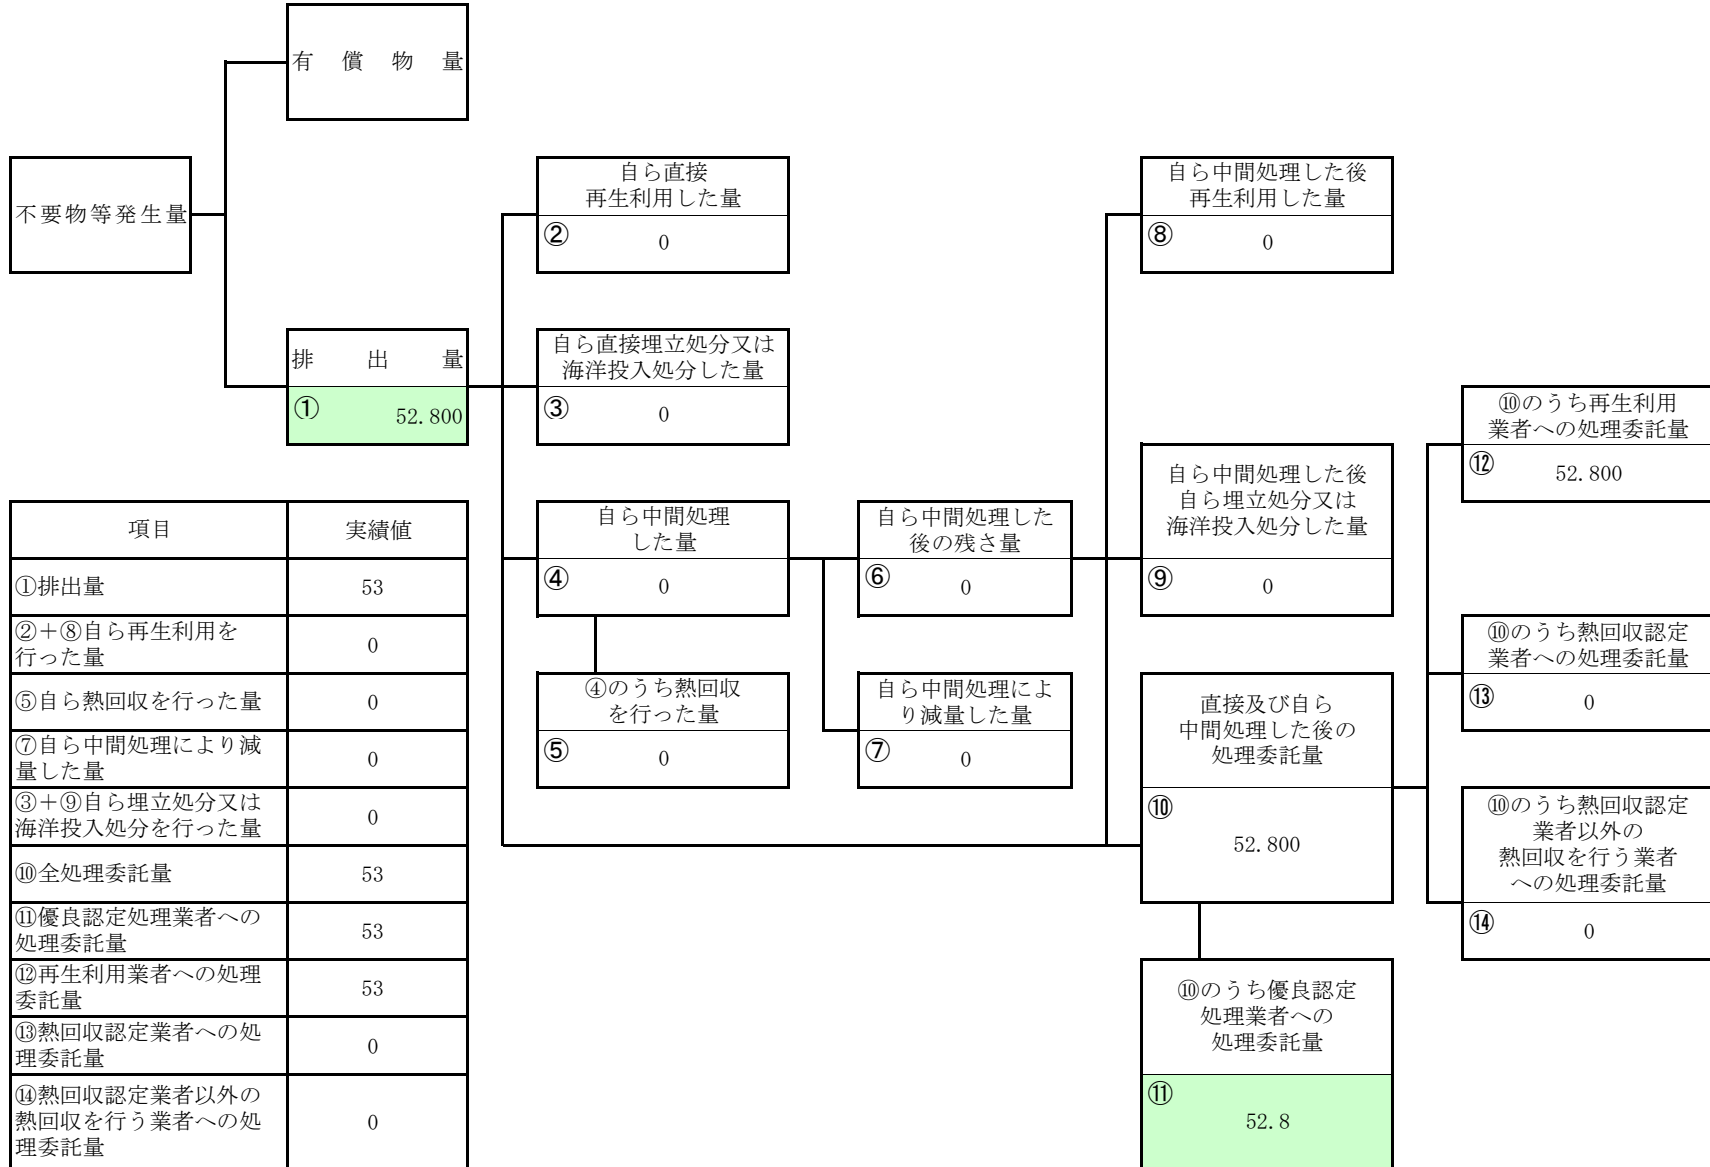 有償物量
不要物等発生量
排出量
① 52.800
自ら直接
再生利用した量
② 0
自ら直接埋立処分又は
海洋投入処分した量
③ 0
自ら中間処理
した量
④ 0
④のうち熱回収
を行った量
⑤ 0
自ら中間処理した
後の残さ量
⑥ 0
自ら中間処理によ
り減量した量
⑦ 0
自ら中間処理した後
再生利用した量
⑧ 0
自ら中間処理した後
自ら埋立処分又は
海洋投入処分した量
⑨ 0
直接及び自ら
中間処理した後の
処理委託量
⑩
52.800
⑩のうち優良認定
処理業者への
処理委託量
⑪
52.8
⑩のうち再生利用
業者への処理委託量
⑫ 52.800
⑩のうち熱回収認定
業者への処理委託量
⑬ 0
⑩のうち熱回収認定
業者以外の
熱回収を行う業者
への処理委託量
⑭ 0
項目 実績値
①排出量 53
②＋⑧自ら再生利用を
行った量 0
⑤自ら熱回収を行った量 0
⑦自ら中間処理により減
量した量 0
③＋⑨自ら埋立処分又は
海洋投入処分を行った量 0
⑩全処理委託量 53
⑪優良認定処理業者への
処理委託量 53
⑫再生利用業者への処理
委託量 53
⑬熱回収認定業者への処
理委託量 0
⑭熱回収認定業者以外の
熱回収を行う業者への処
理委託量 0